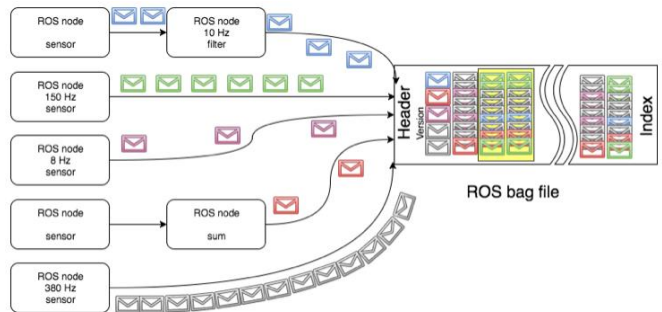 ROS node
sensor
ROS node
10 Hz
filter
ROS node
150 Hz
sensor
ROS node
8 Hz
sensor
ROS node
sensor
ROS node
sum
ROS node
380 Hz
sensor
Header
Version
Index
ROS bag file